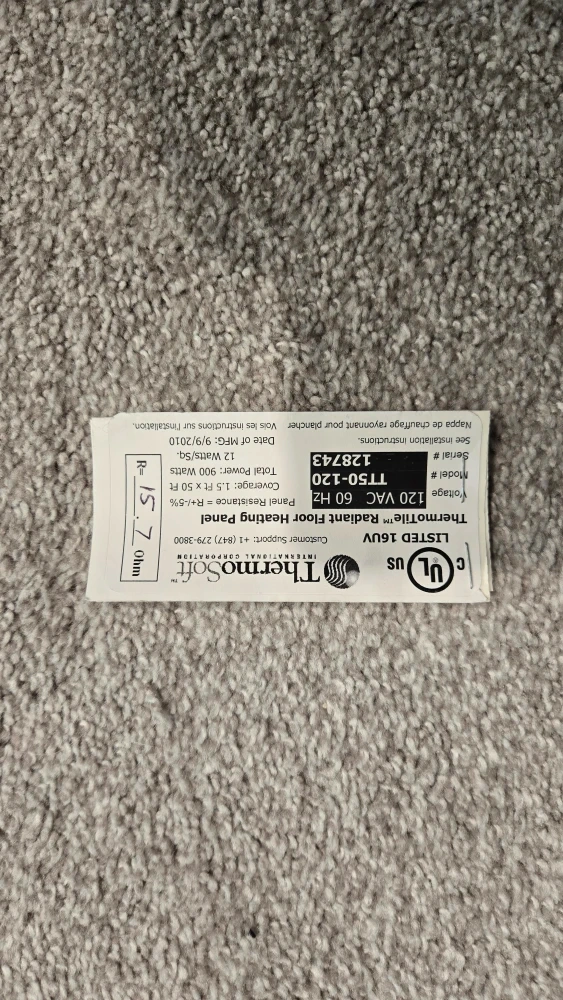 C UL US
LISTED 16UV
ThermoSoft™
INTERNATIONAL CORPORATION
Customer Support: +1 (847) 279-3800
ThermoTile™ Radiant Floor Heating Panel
Voltage 120 VAC 60 Hz
Model # TT50-120
Serial # 128743
Panel Resistance = R+/-5%
Coverage: 1.5 Ft x 50 Ft
Total Power: 900 Watts
12 Watts/Sq.
Date of MFG: 9/9/2010
R= 15.7 Ohm
See installation instructions.
Nappe de chauffage rayonnant pour plancher
Vois les instructions sur l'installation.